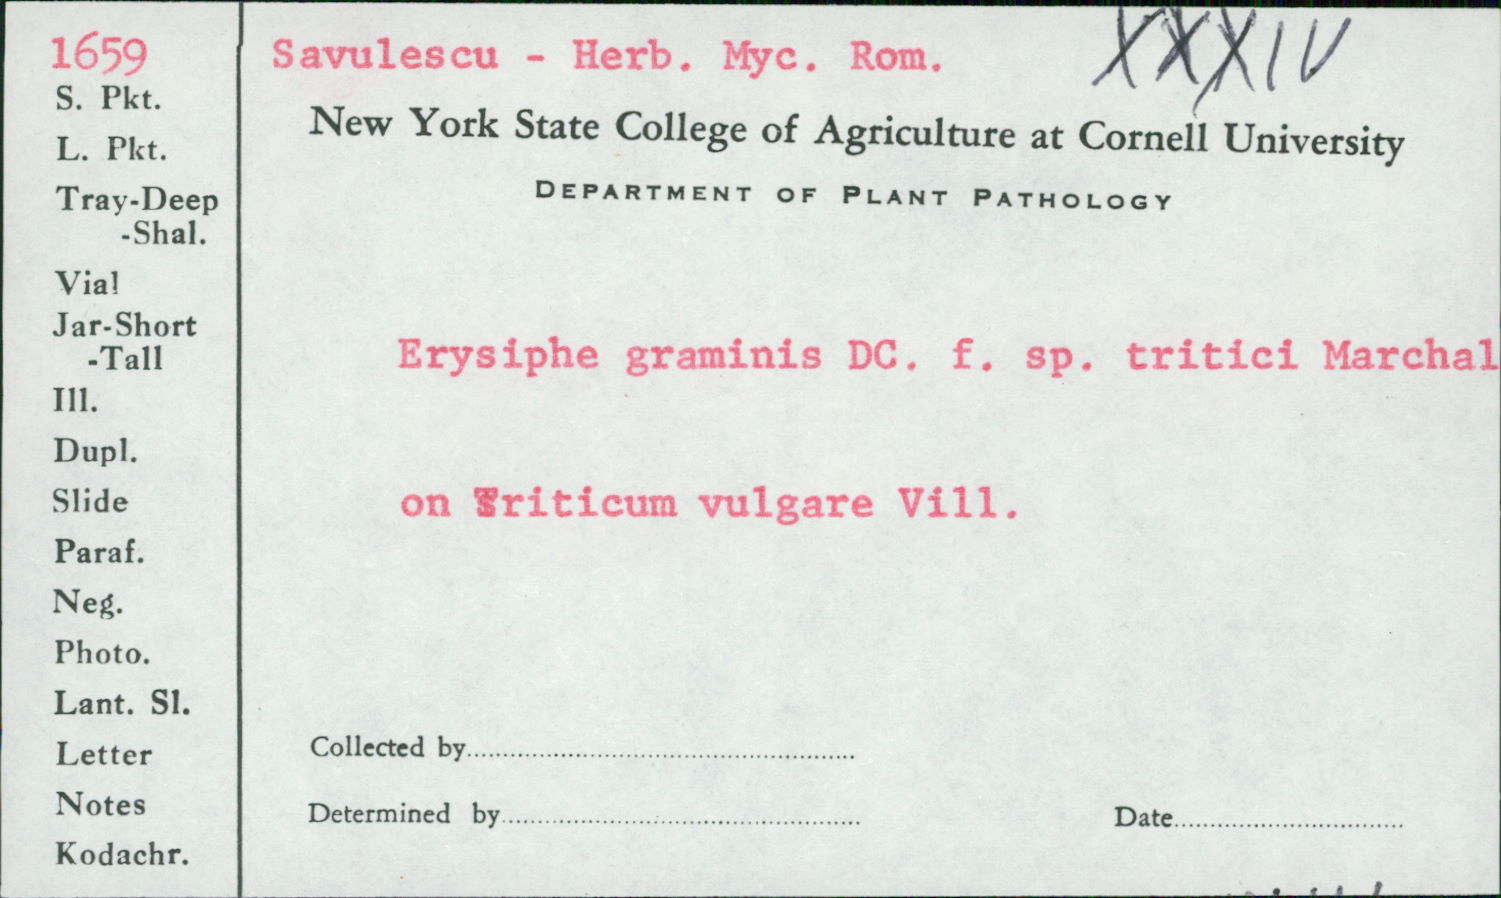 1659
Savulescu - Herb. Myc. Rom.
XXXIV
S. Pkt.
L. Pkt.
Tray-Deep
-Shal.
Vial
Jar-Short
-Tall
Ill.
Dupl.
Slide
Paraf.
Neg.
Photo.
Lant. Sl.
Letter
Notes
Kodachr.
New York State College of Agriculture at Cornell University
DEPARTMENT OF PLANT PATHOLOGY
Erysiphe graminis DC. f. sp. tritici Marchal
on Triticum vulgare Vill.
Collected by
Determined by
Date